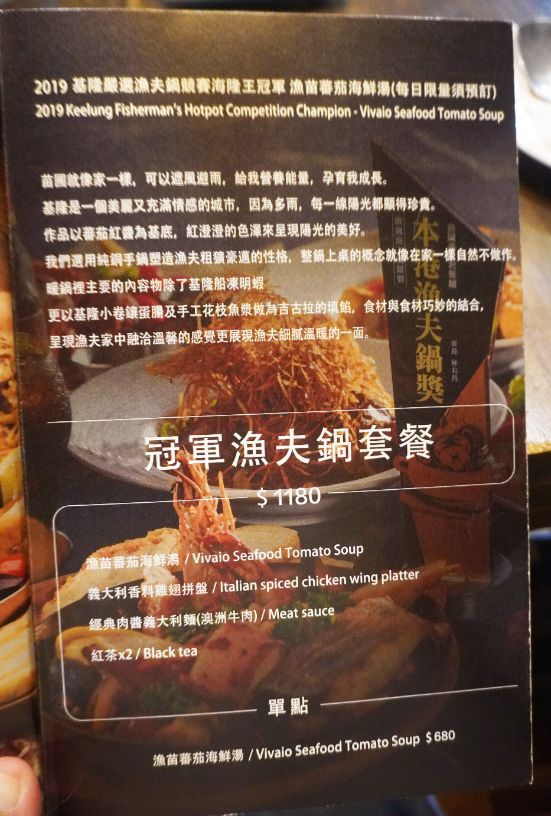 2019 基隆嚴選漁夫鍋競賽海隆王冠軍 漁苗蕃茄海鮮湯(每日限量須預訂)
2019 Keelung Fisherman's Hotpot Competition Champion - Vivaio Seafood Tomato Soup
苗圃就像家一樣，可以遮風避雨，給我營養能量，孕育我成長。
基隆是一個美麗又充滿情感的城市，因為多雨，每一線陽光都顯得珍貴。
作品以蕃茄紅醬為基底，紅澄澄的色澤來呈現陽光的美好。
我們選用純銅手鍋塑造漁夫粗獷豪邁的性格，整鍋上桌的概念就像在家一樣自然不做作。
暖鍋裡主要的內容物除了基隆船凍明蝦
更以基隆小卷鑲蛋腸及手工花枝魚漿做為吉古拉的填餡，食材與食材巧妙的結合，
呈現漁夫家中融洽溫馨的感覺更展現漁夫細膩溫暖的一面。
本港漁夫鍋獎
冠軍漁夫鍋套餐
$ 1180
漁苗蕃茄海鮮湯 / Vivaio Seafood Tomato Soup
義大利香料雞翅拼盤 / Italian spiced chicken wing platter
經典肉醬義大利麵(澳洲牛肉) / Meat sauce
紅茶x2 / Black tea
單點
漁苗蕃茄海鮮湯 / Vivaio Seafood Tomato Soup $ 680